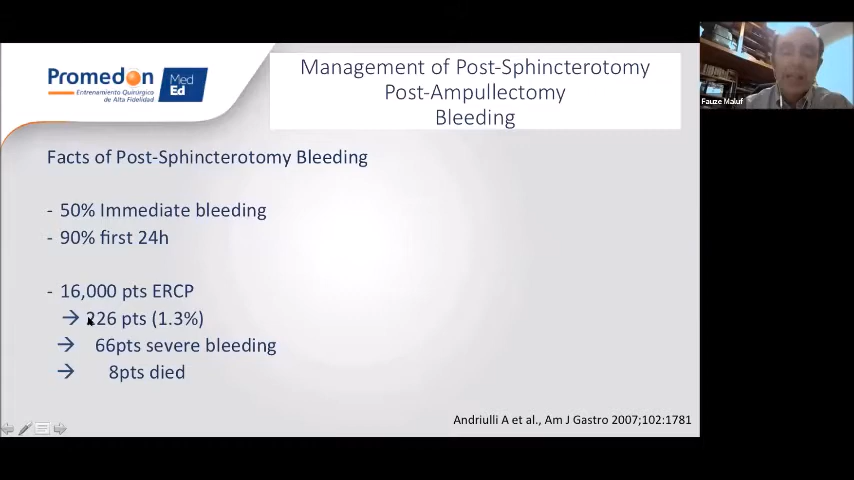 Promedon
Med
Ed
Entrenamiento Quirúrgico
de Alta Fidelidad
Management of Post-Sphincterotomy
Post-Ampullectomy
Bleeding
Fauze Maluf
Facts of Post-Sphincterotomy Bleeding
- 50% Immediate bleeding
- 90% first 24h
- 16,000 pts ERCP
→ 226 pts (1.3%)
→ 66pts severe bleeding
→ 8pts died
Andriulli A et al., Am J Gastro 2007;102:1781